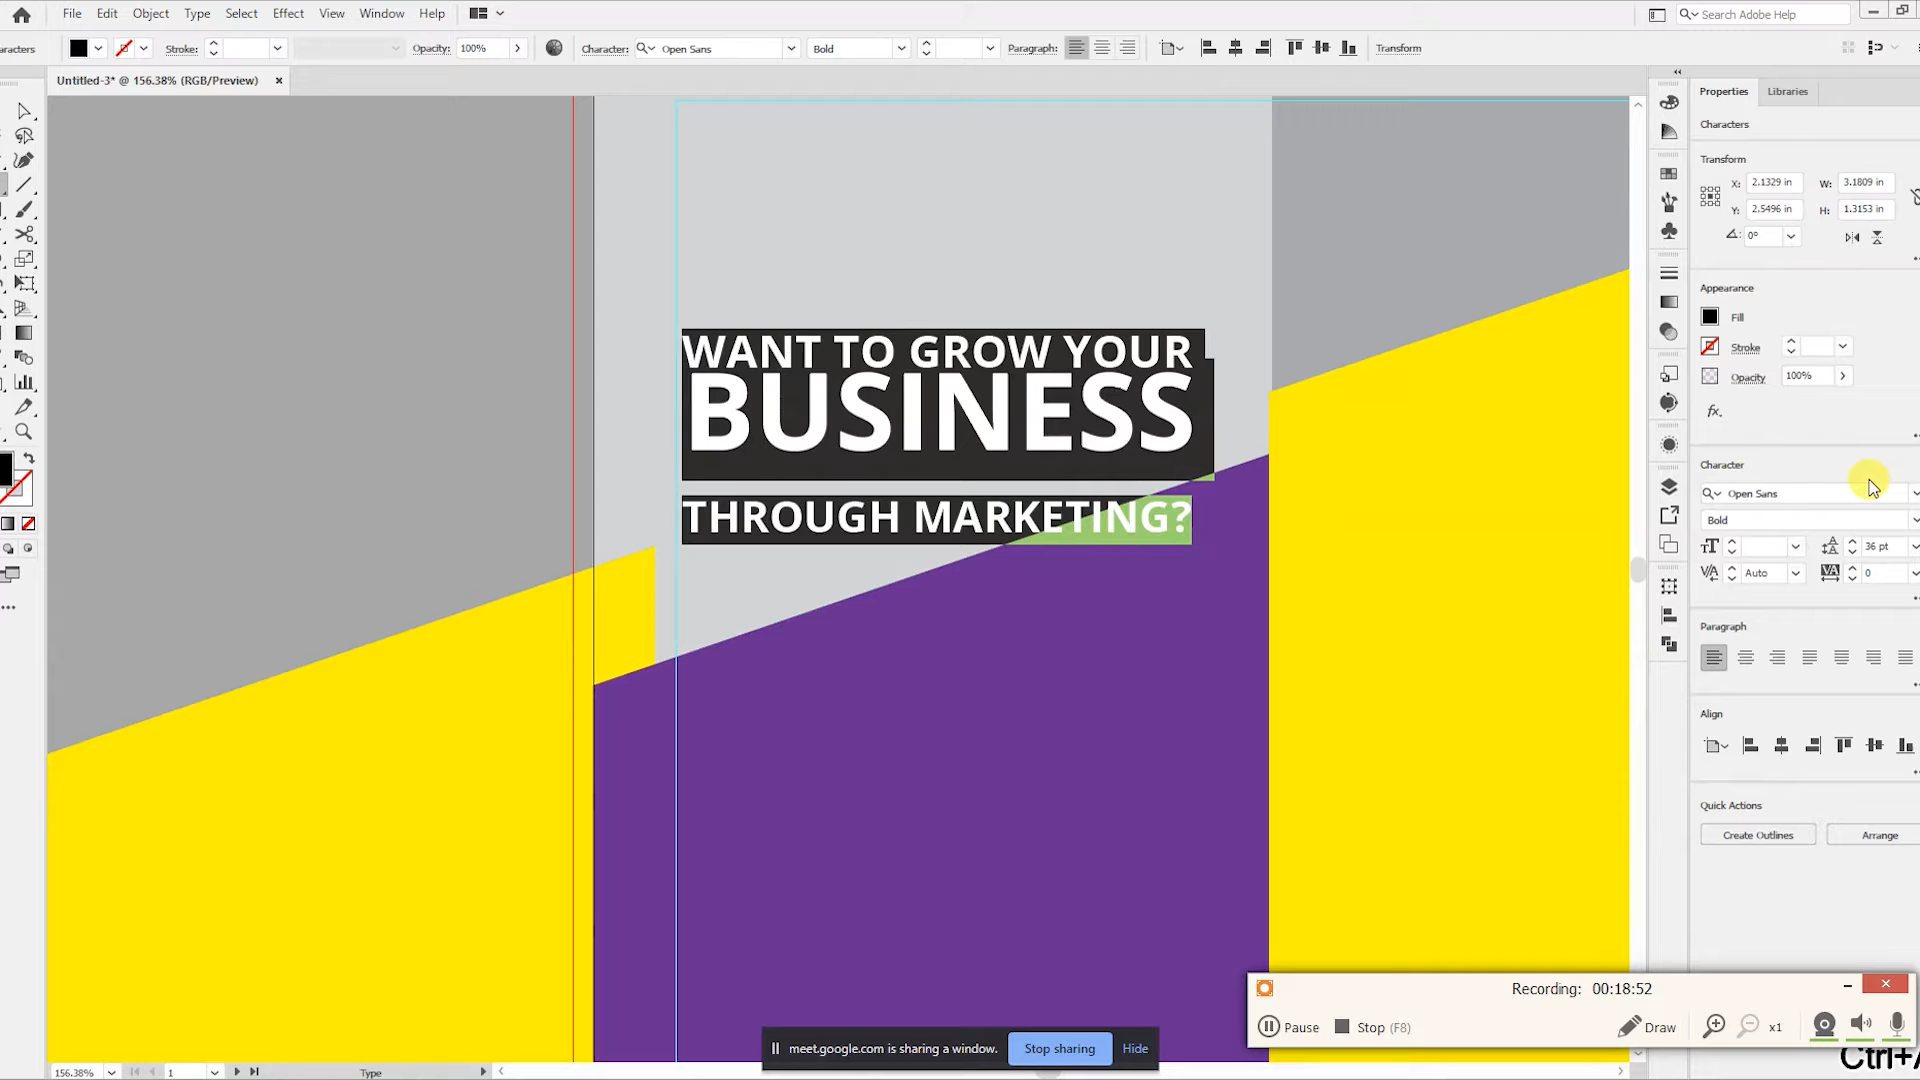 File Edit Object Type Select Effect View Window Help Search Adobe Help
aracters Stroke: Opacity: 100% Character: Open Sans Bold Paragraph: Transform
Untitled-3* @ 156.38% (RGB/Preview) ×
Properties Libraries
Characters
Transform
X: 2.1329 in W: 3.1809 in
Y: 2.5496 in H: 1.3153 in
0°
Appearance
Fill
Stroke
Opacity 100%
fx.
Character
Open Sans
Bold
36 pt
Auto 0
Paragraph
Align
Quick Actions
Create Outlines Arrange
WANT TO GROW YOUR
BUSINESS
THROUGH MARKETING?
Recording: 00:18:52
Pause Stop (F8) Draw x1
meet.google.com is sharing a window. Stop sharing Hide
Ctrl+A
156.38% 1 Type